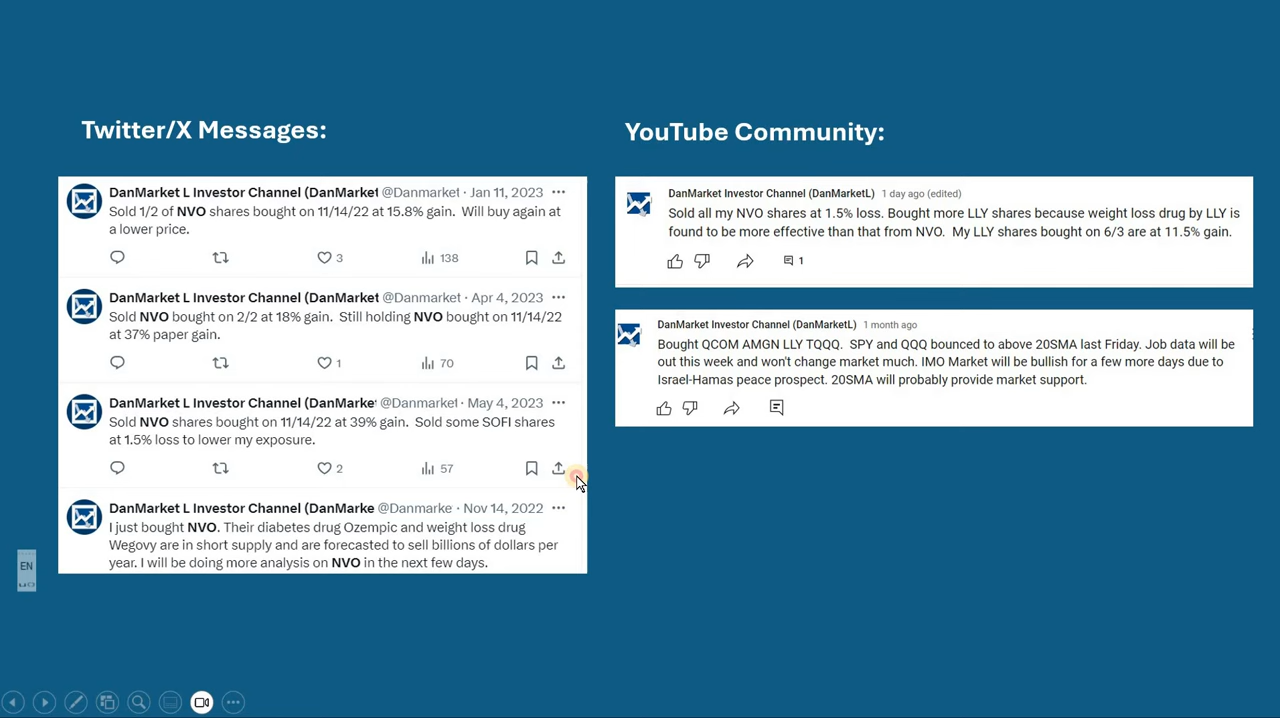 Twitter/X Messages:
DanMarket L Investor Channel (DanMarket @Danmarket · Jan 11, 2023
Sold 1/2 of NVO shares bought on 11/14/22 at 15.8% gain. Will buy again at
a lower price.
3
138
DanMarket L Investor Channel (DanMarket @Danmarket · Apr 4, 2023
Sold NVO bought on 2/2 at 18% gain. Still holding NVO bought on 11/14/22
at 37% paper gain.
1
70
DanMarket L Investor Channel (DanMarke @Danmarket · May 4, 2023
Sold NVO shares bought on 11/14/22 at 39% gain. Sold some SOFI shares
at 1.5% loss to lower my exposure.
2
57
DanMarket L Investor Channel (DanMarke @Danmarke · Nov 14, 2022
I just bought NVO. Their diabetes drug Ozempic and weight loss drug
Wegovy are in short supply and are forecasted to sell billions of dollars per
year. I will be doing more analysis on NVO in the next few days.
YouTube Community:
DanMarket Investor Channel (DanMarketL) 1 day ago (edited)
Sold all my NVO shares at 1.5% loss. Bought more LLY shares because weight loss drug by LLY is
found to be more effective than that from NVO. My LLY shares bought on 6/3 are at 11.5% gain.
1
DanMarket Investor Channel (DanMarketL) 1 month ago
Bought QCOM AMGN LLY TQQQ. SPY and QQQ bounced to above 20SMA last Friday. Job data will be
out this week and won't change market much. IMO Market will be bullish for a few more days due to
Israel-Hamas peace prospect. 20SMA will probably provide market support.
EN